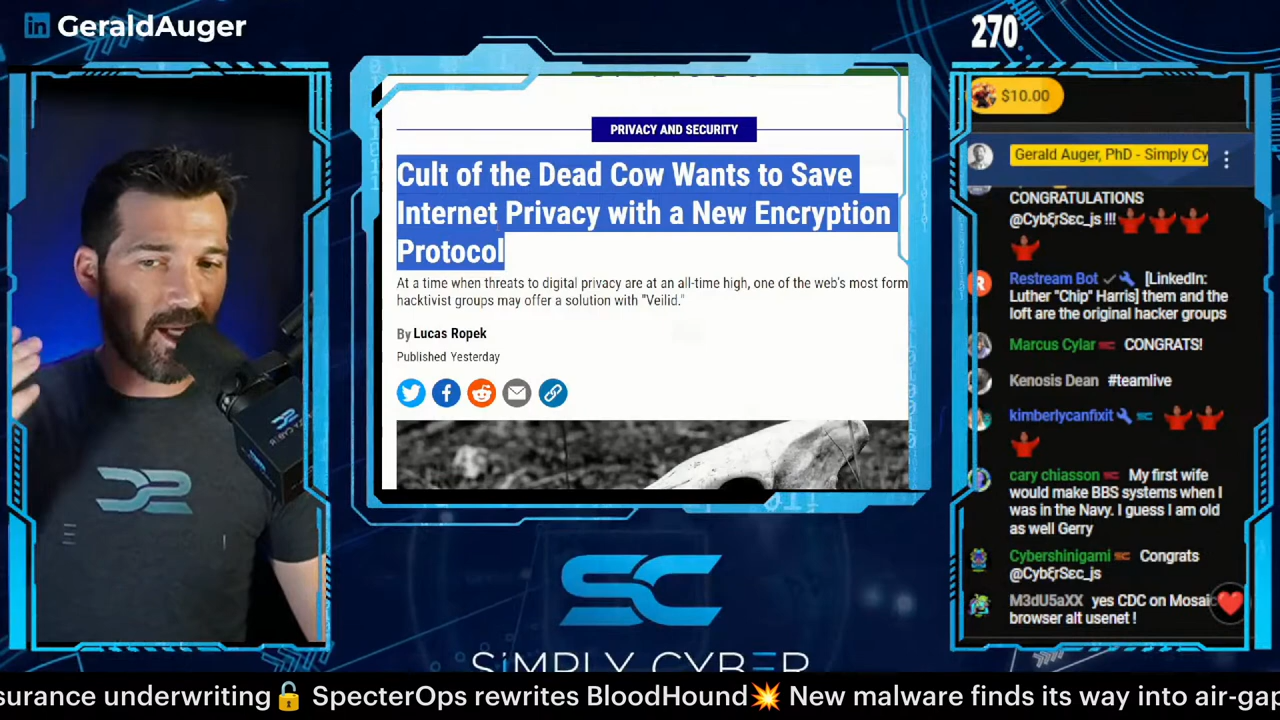 GeraldAuger
270
PRIVACY AND SECURITY
Cult of the Dead Cow Wants to Save
Internet Privacy with a New Encryption
Protocol
At a time when threats to digital privacy are at an all-time high, one of the web's most form
hacktivist groups may offer a solution with "Veilid."
By Lucas Ropek
Published Yesterday
$10.00
Gerald Auger, PhD - Simply Cy
CONGRATULATIONS
@CybξrSεc_js !!!
Restream Bot [LinkedIn:
Luther "Chip" Harris] them and the
loft are the original hacker groups
Marcus Cylar CONGRATS!
Kenosis Dean #teamlive
kimberlycanfixit
cary chiasson My first wife
would make BBS systems when I
was in the Navy. I guess I am old
as well Gerry
Cybershinigami Congrats
@CybξrSεc_js
M3dU5aXX yes CDC on Mosaic
browser alt usenet !
SC
SiMPLY CYBER
surance underwriting🔓 SpecterOps rewrites BloodHound💥 New malware finds its way into air-gap